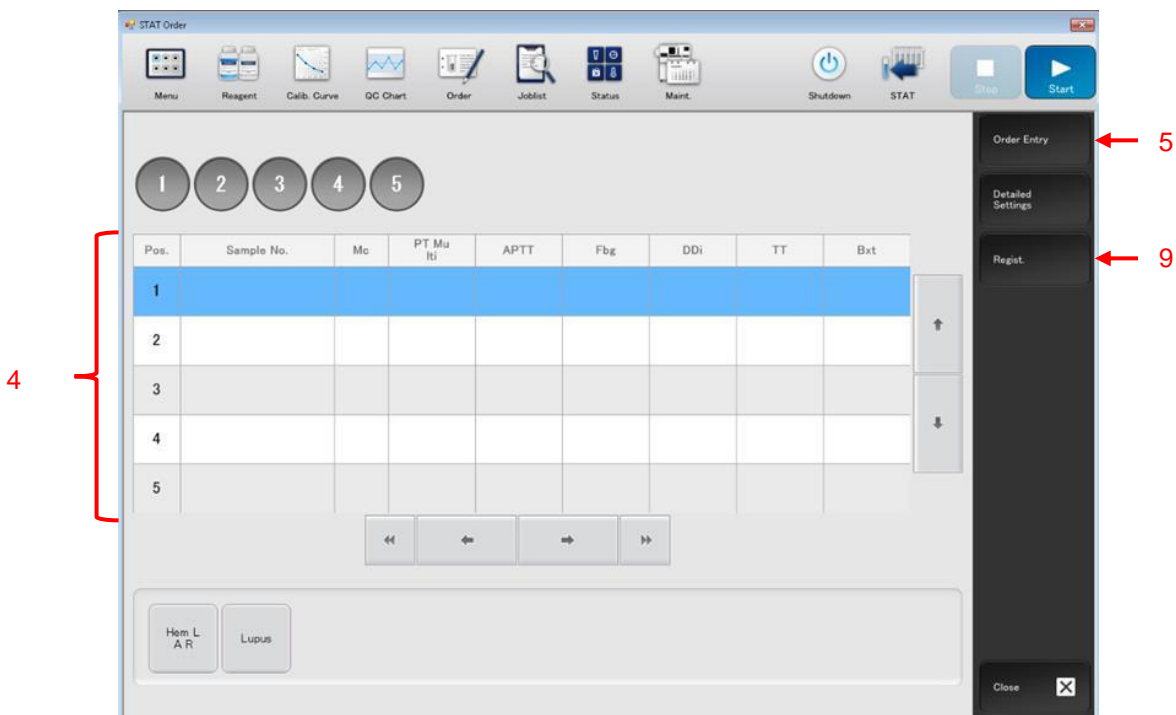 STAT Order
Menu Reagent Calib. Curve QC Chart Order Joblist Status Maint. Shutdown STAT Stop Start
Order Entry 5
1 2 3 4 5
Detailed
Settings
Pos. Sample No. Mc PT Mu
lti APTT Fbg DDi TT Bxt
Regist. 9
1
2
4
3
4
5
Hem L
A R
Lupus
Close